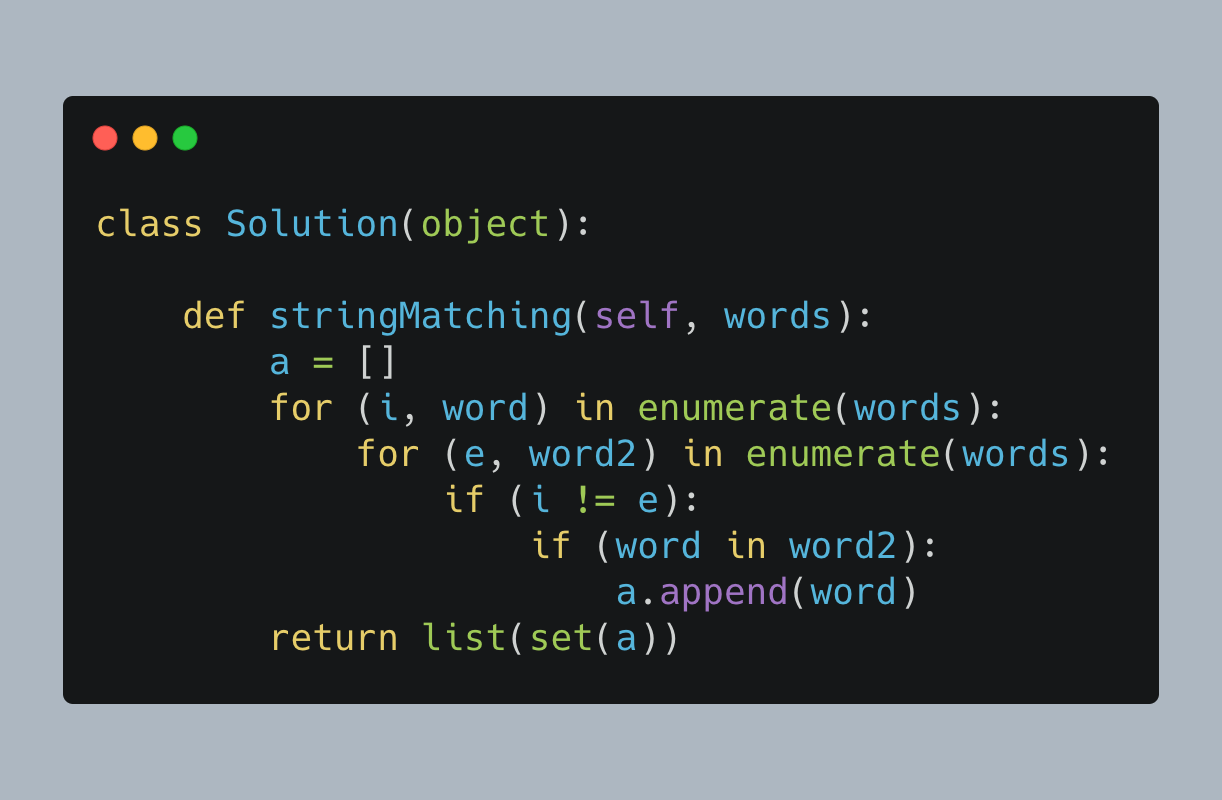 class Solution(object):

    def stringMatching(self, words):
        a = []
        for (i, word) in enumerate(words):
            for (e, word2) in enumerate(words):
                if (i != e):
                    if (word in word2):
                        a.append(word)
        return list(set(a))